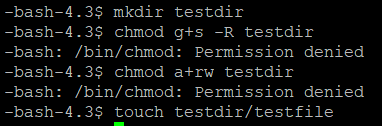 -bash-4.3$ mkdir testdir
-bash-4.3$ chmod g+s -R testdir
-bash: /bin/chmod: Permission denied
-bash-4.3$ chmod a+rw testdir
-bash: /bin/chmod: Permission denied
-bash-4.3$ touch testdir/testfile